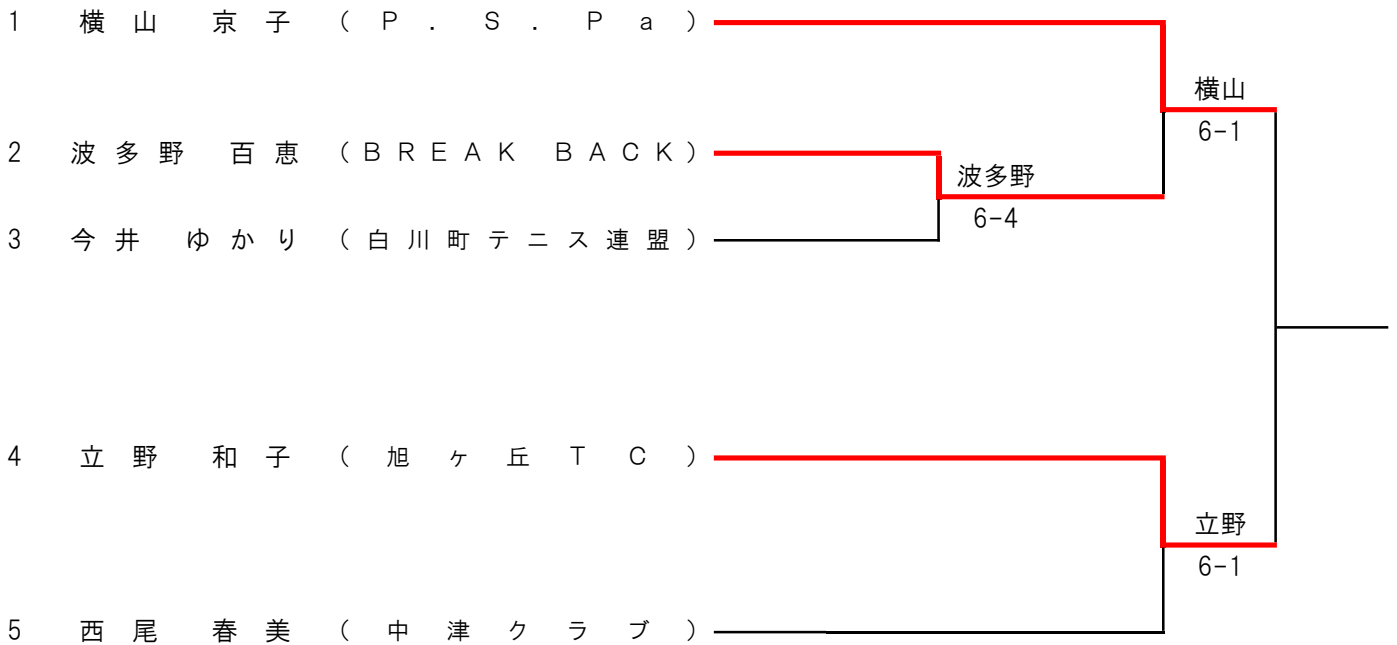 1 横山 京子 (P.S.Pa)
横山
6-1
2 波多野 百恵 (BREAK BACK)
波多野
6-4
3 今井 ゆかり (白川町テニス連盟)
4 立野 和子 (旭ヶ丘TC)
立野
6-1
5 西尾 春美 (中津クラブ)